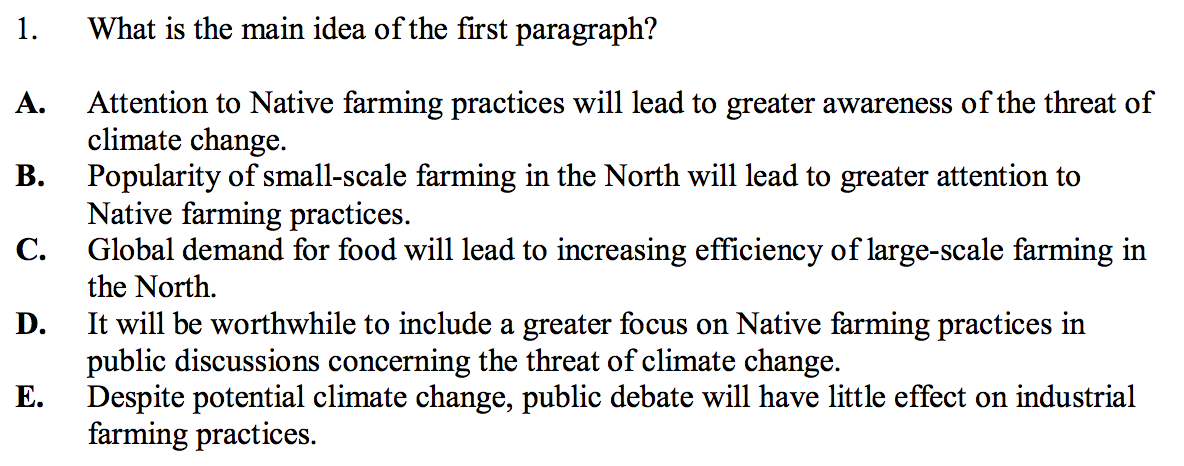 1. What is the main idea of the first paragraph?
A. Attention to Native farming practices will lead to greater awareness of the threat of
climate change.
B. Popularity of small-scale farming in the North will lead to greater attention to
Native farming practices.
C. Global demand for food will lead to increasing efficiency of large-scale farming in
the North.
D. It will be worthwhile to include a greater focus on Native farming practices in
public discussions concerning the threat of climate change.
E. Despite potential climate change, public debate will have little effect on industrial
farming practices.